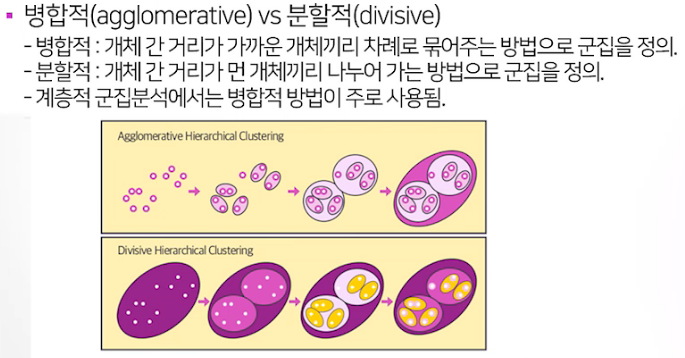 ▪ 병합적(agglomerative) vs 분할적(divisive)
- 병합적 : 개체 간 거리가 가까운 개체끼리 차례로 묶어주는 방법으로 군집을 정의.
- 분할적 : 개체 간 거리가 먼 개체끼리 나누어 가는 방법으로 군집을 정의.
- 계층적 군집분석에서는 병합적 방법이 주로 사용됨.
Agglomerative Hierarchical Clustering
Divisive Hierarchical Clustering